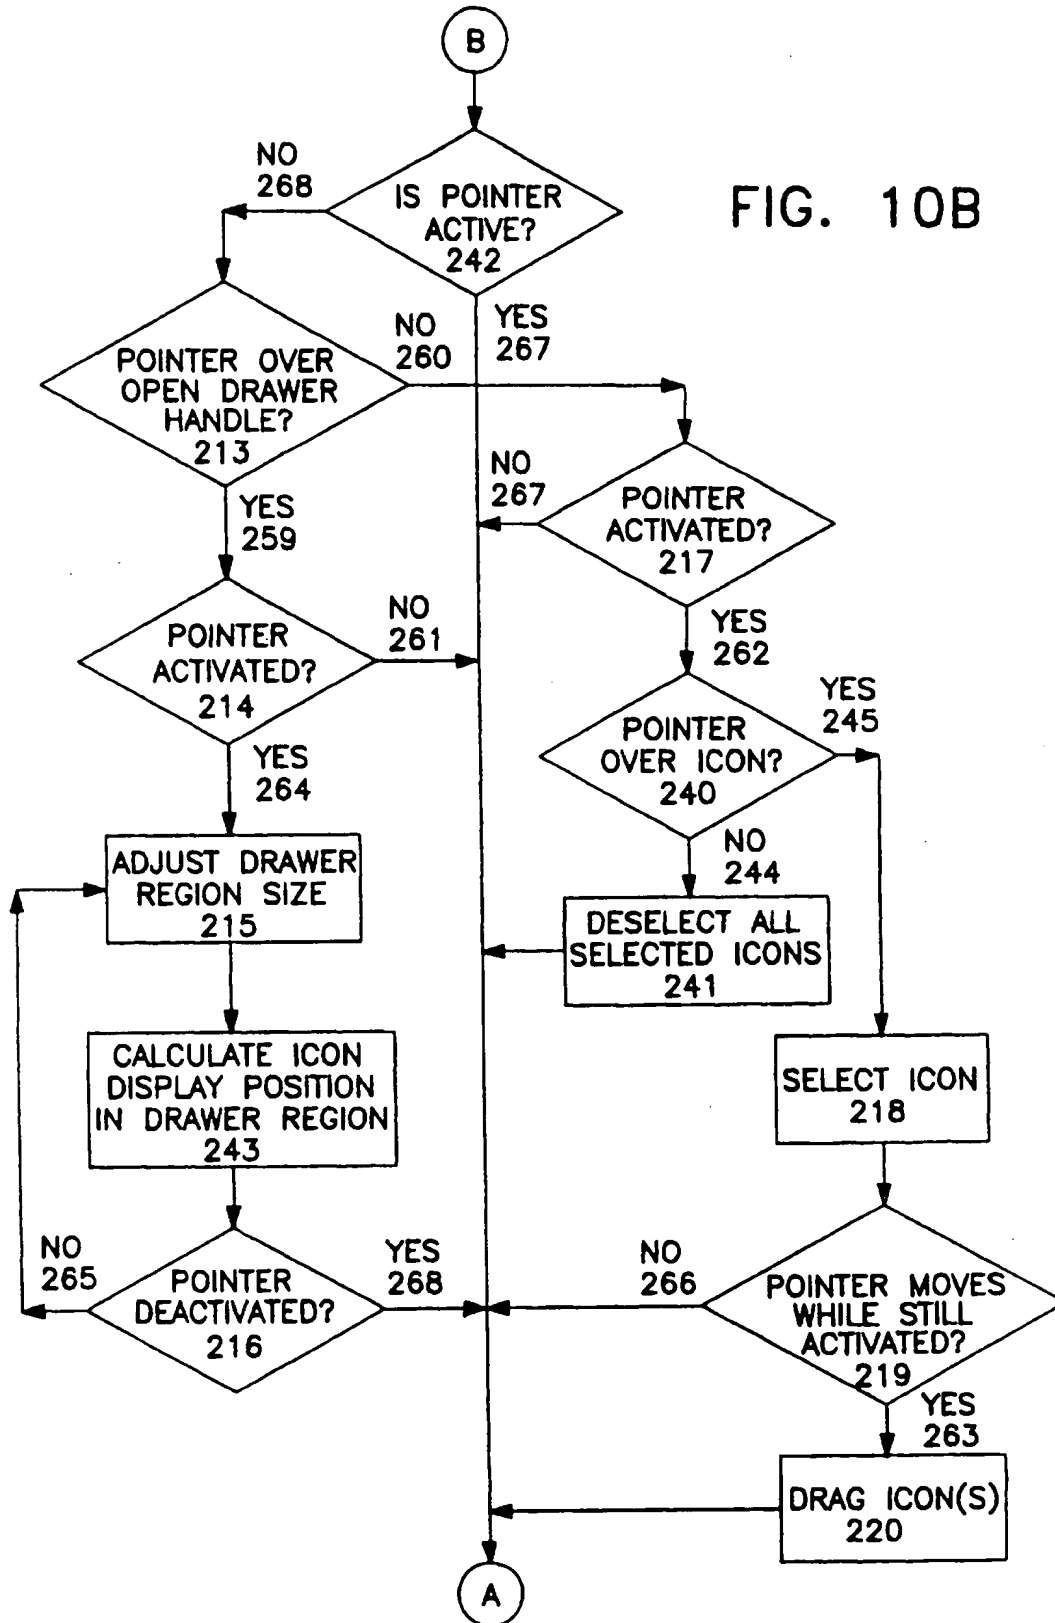 B
NO
268
IS POINTER
ACTIVE?
242
FIG. 10B
YES
267
NO
260
POINTER OVER
OPEN DRAWER
HANDLE?
213
NO
267
POINTER
ACTIVATED?
217
YES
259
NO
261
YES
262
POINTER
ACTIVATED?
214
YES
245
POINTER
OVER ICON?
240
YES
264
NO
244
ADJUST DRAWER
REGION SIZE
215
DESELECT ALL
SELECTED ICONS
241
CALCULATE ICON
DISPLAY POSITION
IN DRAWER REGION
243
SELECT ICON
218
NO
265
YES
268
NO
266
POINTER
DEACTIVATED?
216
POINTER MOVES
WHILE STILL
ACTIVATED?
219
YES
263
DRAG ICON(S)
220
A